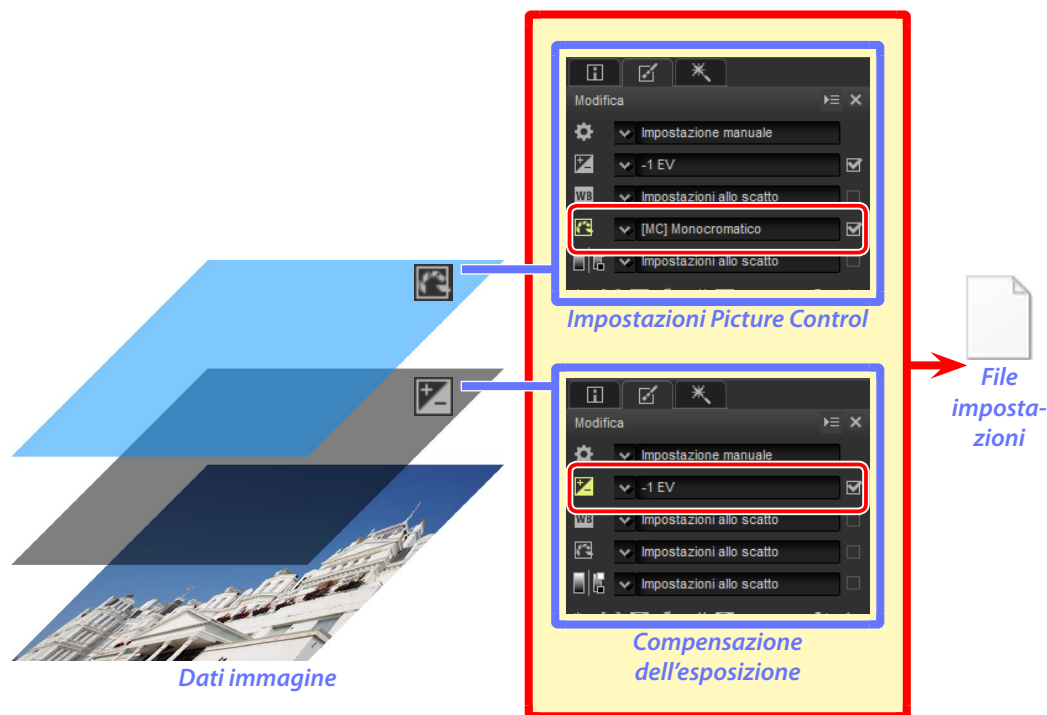 Modifica
Impostazione manuale
-1 EV
WB
Impostazioni allo scatto
[MC] Monocromatico
Impostazioni allo scatto
Impostazioni Picture Control
Modifica
Impostazione manuale
-1 EV
WB
Impostazioni allo scatto
Impostazioni allo scatto
Impostazioni allo scatto
Compensazione
dell’esposizione
Dati immagine
File
imposta-
zioni